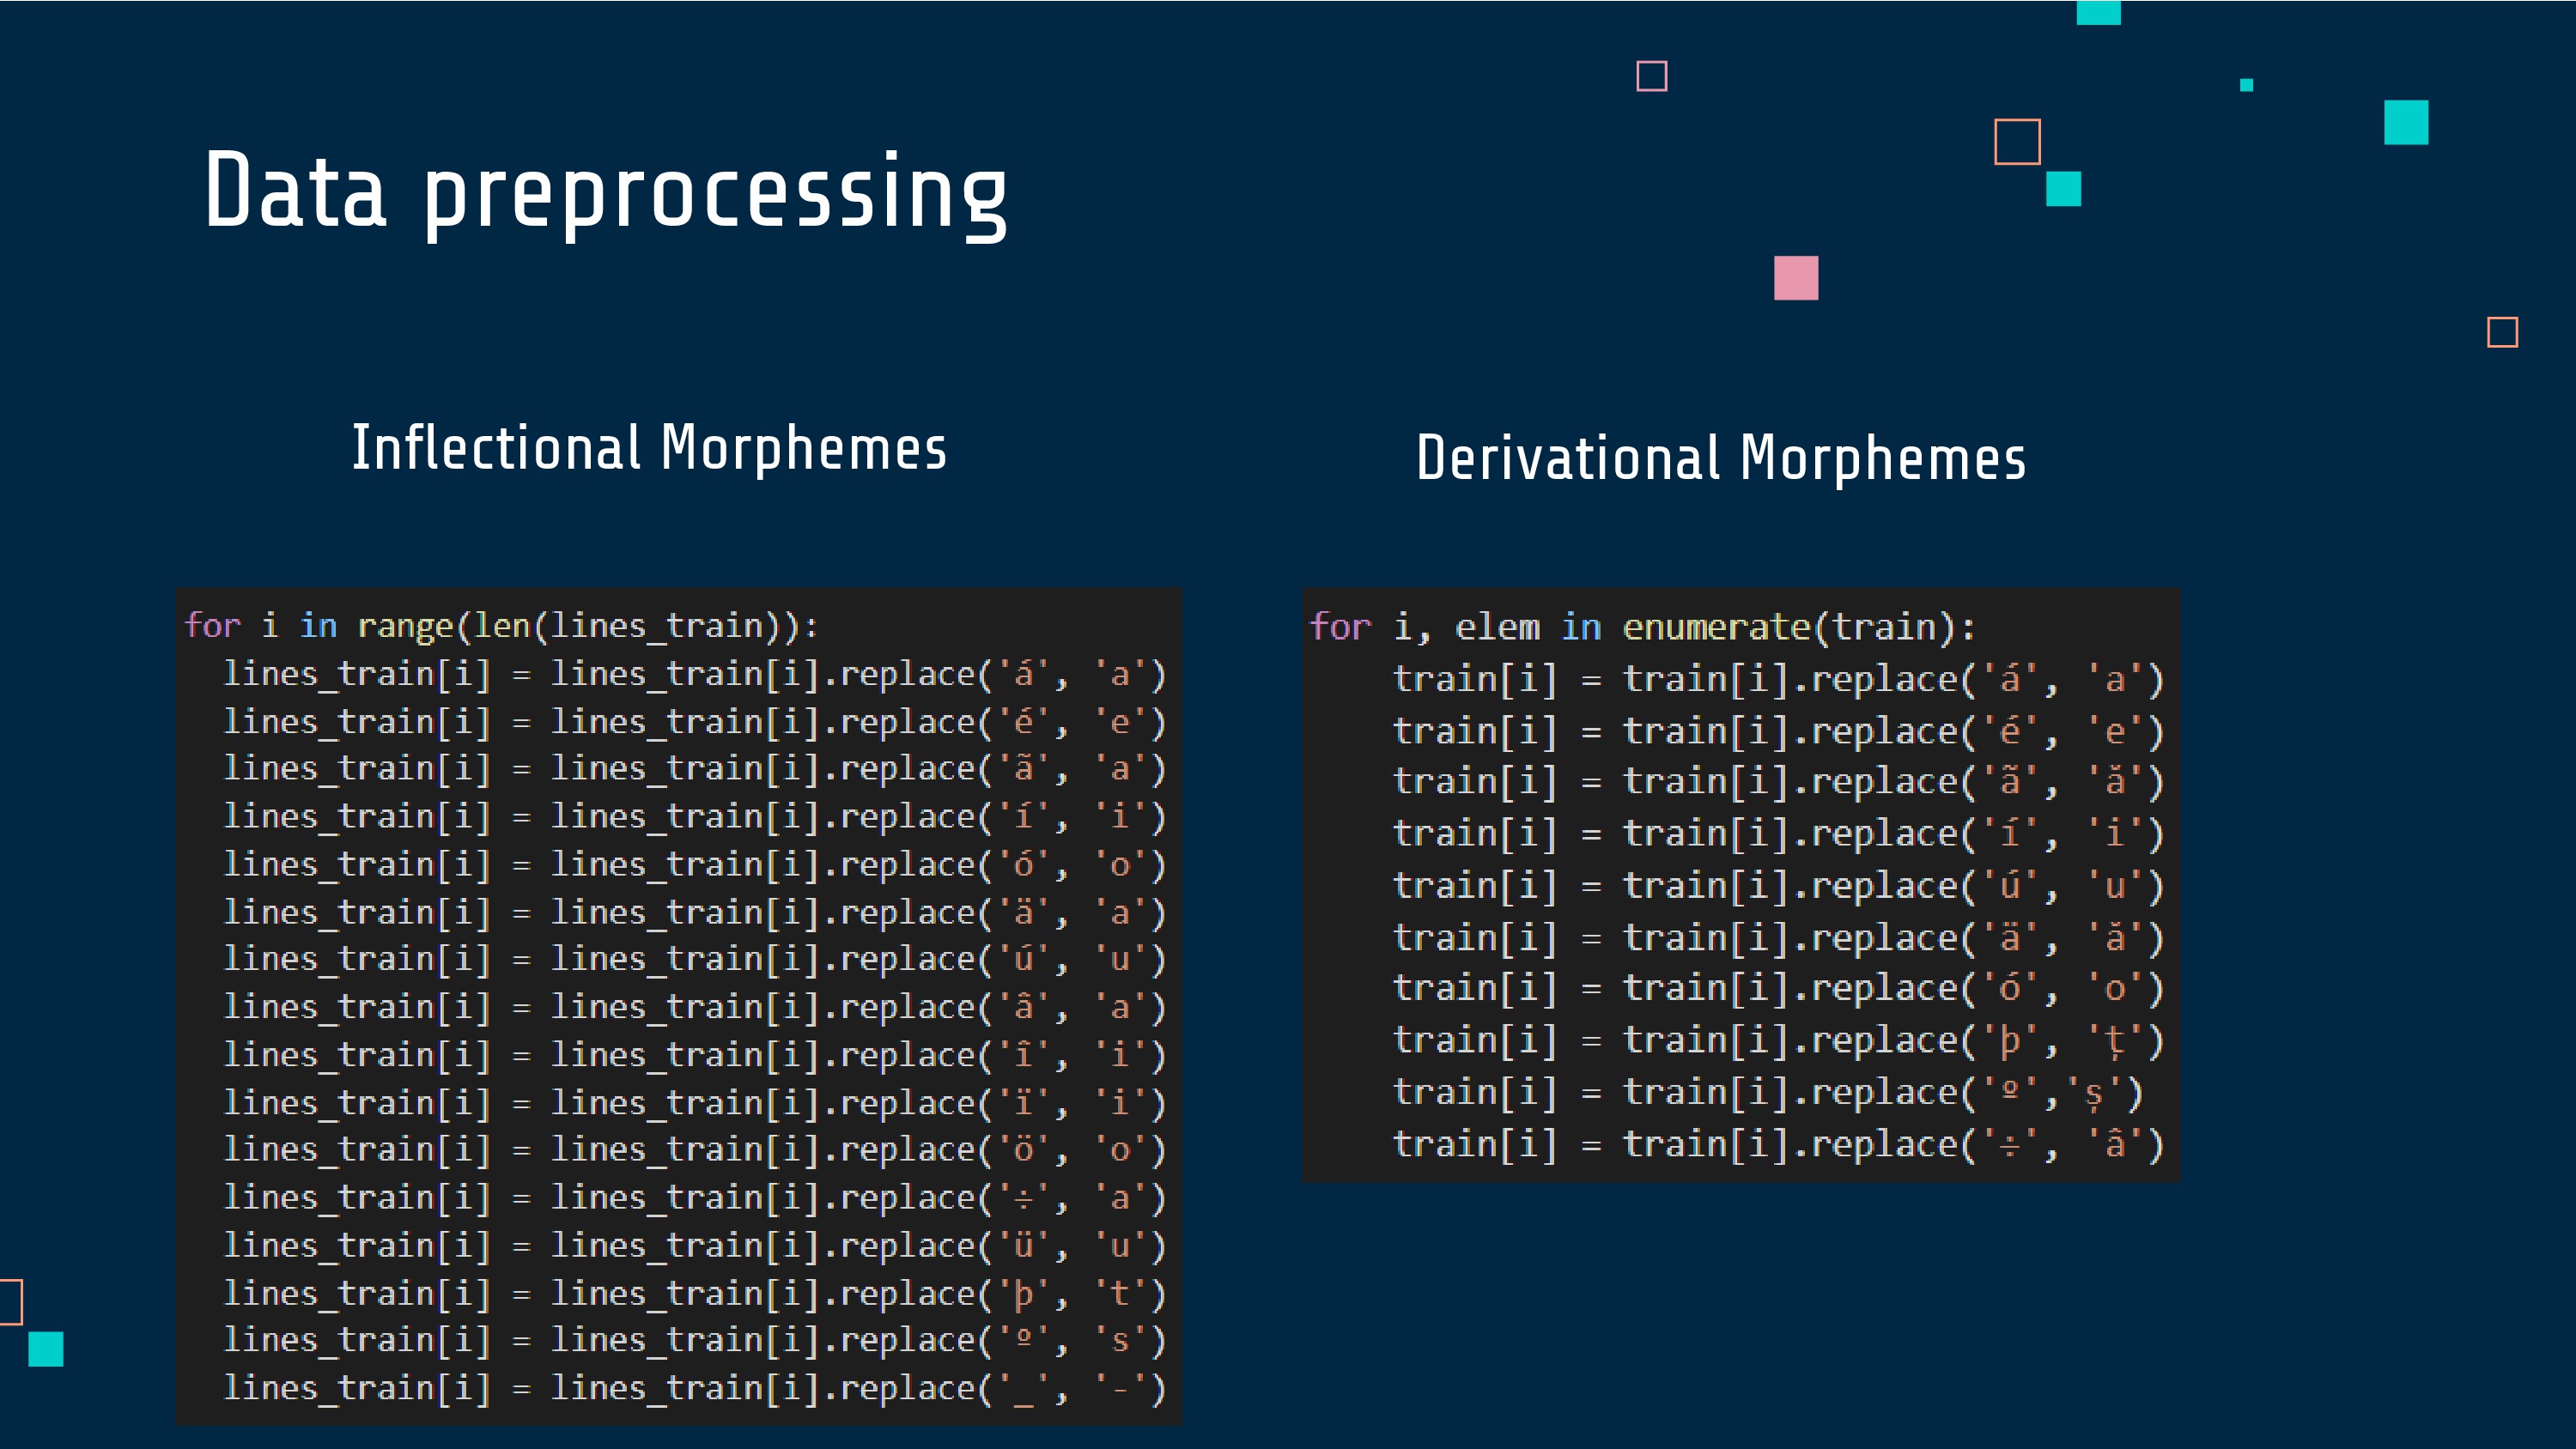 Data preprocessing
Inflectional Morphemes
for i in range(len(lines_train)):
  lines_train[i] = lines_train[i].replace('á', 'a')
  lines_train[i] = lines_train[i].replace('é', 'e')
  lines_train[i] = lines_train[i].replace('ã', 'a')
  lines_train[i] = lines_train[i].replace('í', 'i')
  lines_train[i] = lines_train[i].replace('ó', 'o')
  lines_train[i] = lines_train[i].replace('ä', 'a')
  lines_train[i] = lines_train[i].replace('ú', 'u')
  lines_train[i] = lines_train[i].replace('â', 'a')
  lines_train[i] = lines_train[i].replace('î', 'i')
  lines_train[i] = lines_train[i].replace('ï', 'i')
  lines_train[i] = lines_train[i].replace('ö', 'o')
  lines_train[i] = lines_train[i].replace('÷', 'a')
  lines_train[i] = lines_train[i].replace('ü', 'u')
  lines_train[i] = lines_train[i].replace('þ', 't')
  lines_train[i] = lines_train[i].replace('º', 's')
  lines_train[i] = lines_train[i].replace('_', '-')
Derivational Morphemes
for i, elem in enumerate(train):
    train[i] = train[i].replace('á', 'a')
    train[i] = train[i].replace('é', 'e')
    train[i] = train[i].replace('ã', 'ă')
    train[i] = train[i].replace('í', 'i')
    train[i] = train[i].replace('ú', 'u')
    train[i] = train[i].replace('ä', 'ă')
    train[i] = train[i].replace('ó', 'o')
    train[i] = train[i].replace('þ', 'ț')
    train[i] = train[i].replace('º','ș')
    train[i] = train[i].replace('÷', 'â')